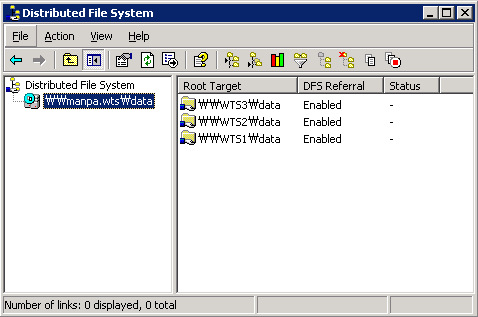 Distributed File System
File Action View Help
Distributed File System
₩₩manpa.wts₩data
Root Target DFS Referral Status
₩₩WTS3₩data Enabled -
₩₩WTS2₩data Enabled -
₩₩WTS1₩data Enabled -
Number of links: 0 displayed, 0 total